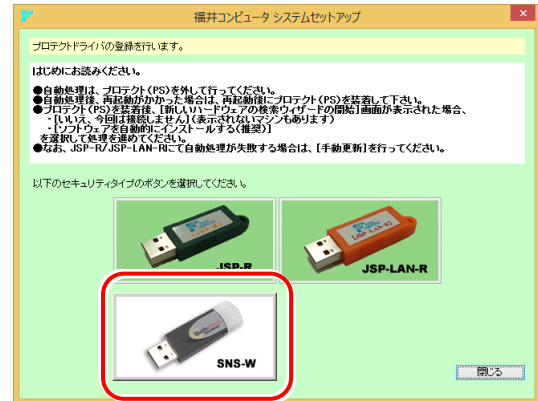 福井コンピュータ システムセットアップ
プロテクトドライバの登録を行います。
はじめにお読みください。
●自動処理は、プロテクト(PS)を外して行ってください。
●自動処理後、再起動がかかった場合は、再起動後にプロテクト(PS)を装着して下さい。
●プロテクト(PS)を装着後、[新しいハードウェアの検索ウィザードの開始]画面が表示された場合、
・[いいえ、今回は接続しません](表示されないマシンもあります)
・[ソフトウェアを自動的にインストールする(推奨)]
を選択して処理を進めてください。
●なお、JSP-R/JSP-LAN-Rにて自動処理が失敗する場合は、[手動更新]を行ってください。
以下のセキュリティタイプのボタンを選択してください。
JSP-R
[JSP-LAN-R]
JSP-LAN-R
SNS-W
閉じる